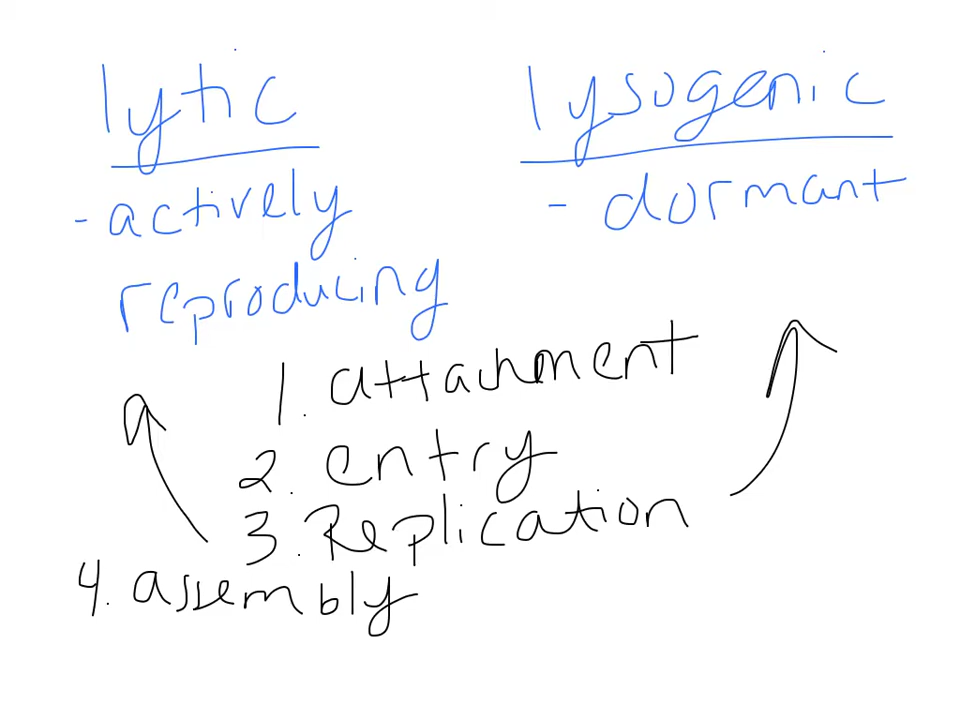 lytic
lysogenic
- actively
- dormant
reproducing
1. attachment
2. entry
3. Replication
4. assembly